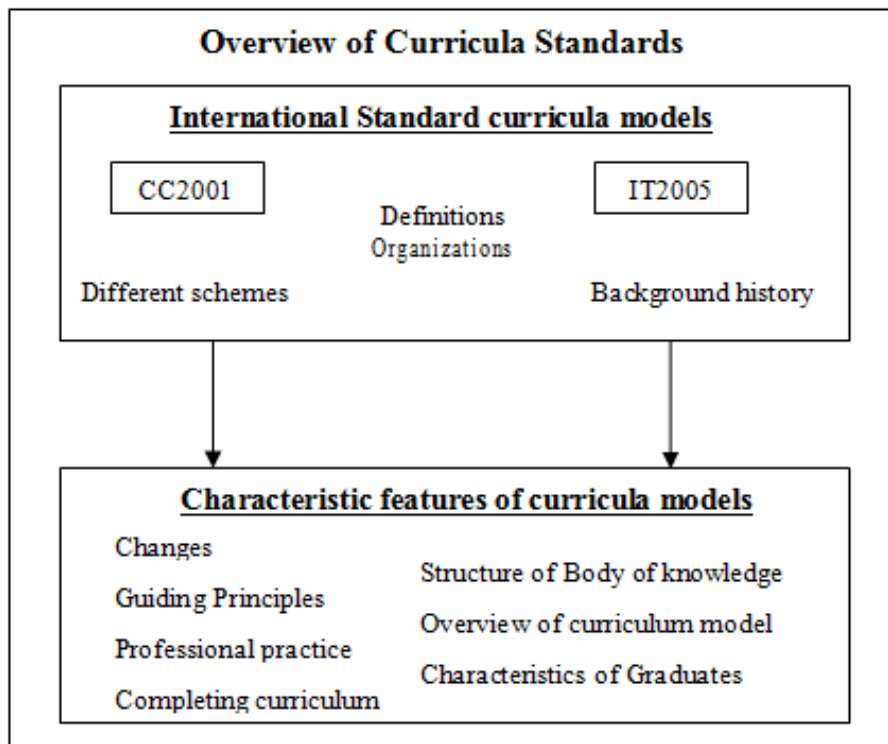 Overview of Curricula Standards
International Standard curricula models
CC2001
IT2005
Definitions
Organizations
Different schemes
Background history
Characteristic features of curricula models
Changes
Guiding Principles
Professional practice
Completing curriculum
Structure of Body of knowledge
Overview of curriculum model
Characteristics of Graduates